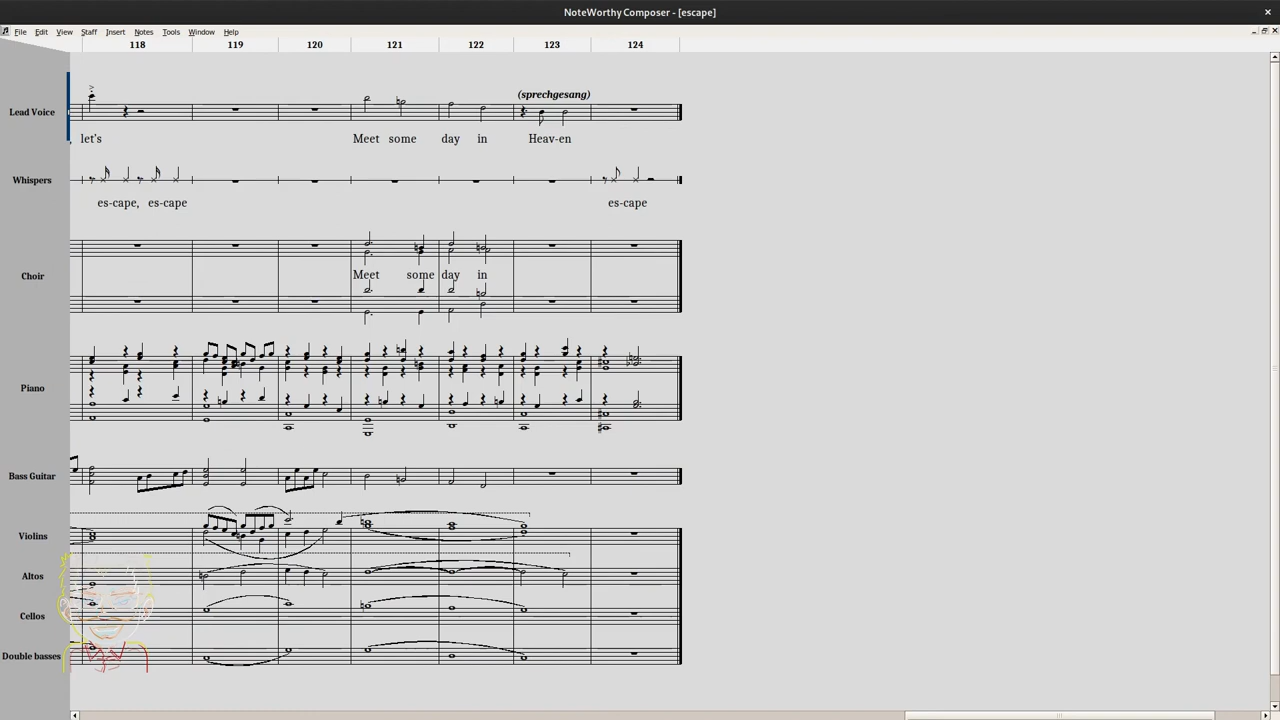 NoteWorthy Composer - [escape]
File Edit View Staff Insert Notes Tools Window Help
118 119 120 121 122 123 124
(sprechgesang)
Lead Voice
let's Meet some day in Heav-en
Whispers
es-cape, es-cape es-cape
Choir
Meet some day in
Piano
Bass Guitar
Violins
Altos
Cellos
Double basses